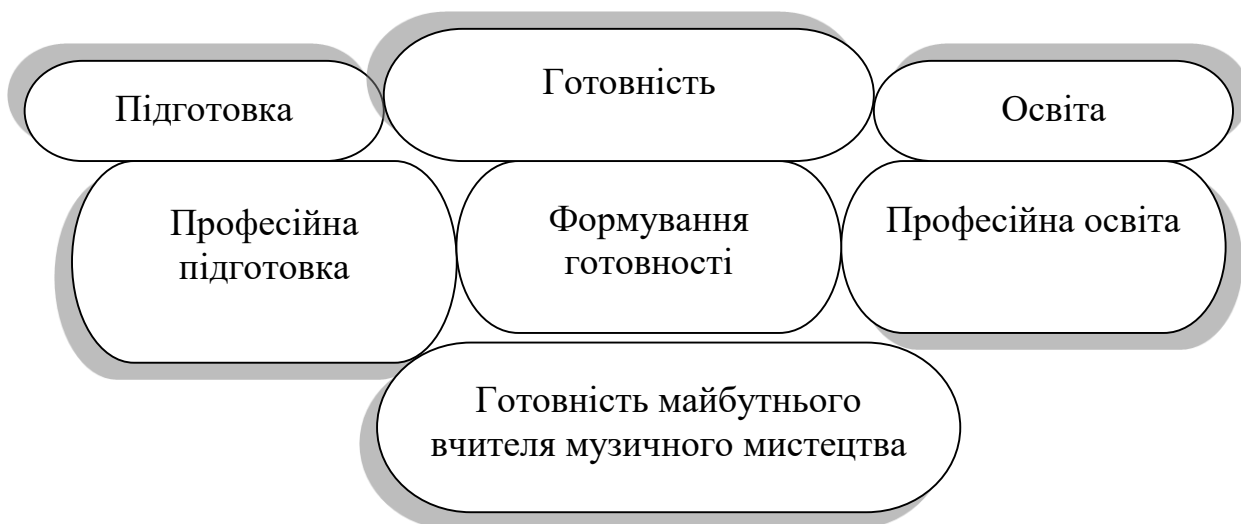 Підготовка
Готовність
Освіта
Професійна
підготовка
Формування
готовності
Професійна освіта
Готовність майбутнього
вчителя музичного мистецтва